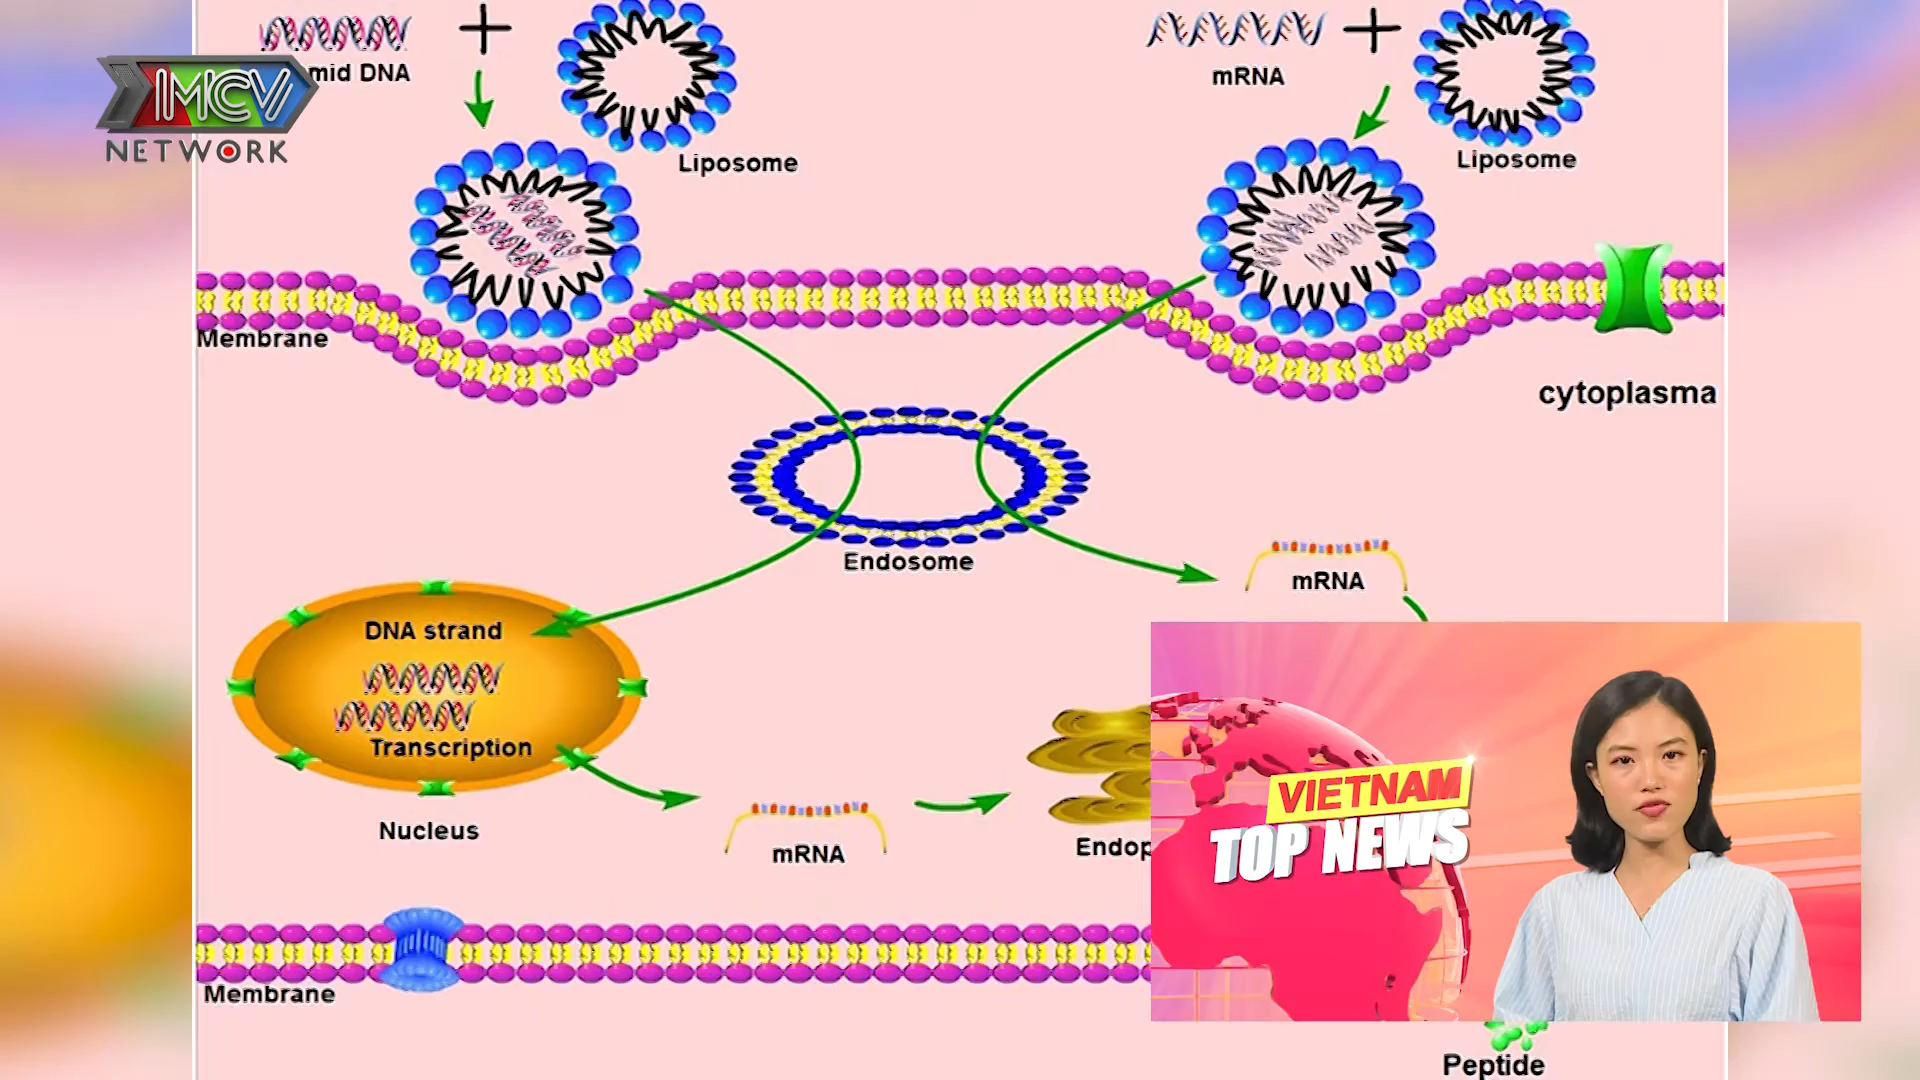 mid DNA
mRNA
MCV
NETWORK
Liposome
Liposome
Membrane
cytoplasma
Endosome
mRNA
DNA strand
Transcription
Nucleus
mRNA
Endop
VIETNAM
TOP NEWS
Membrane
Peptide